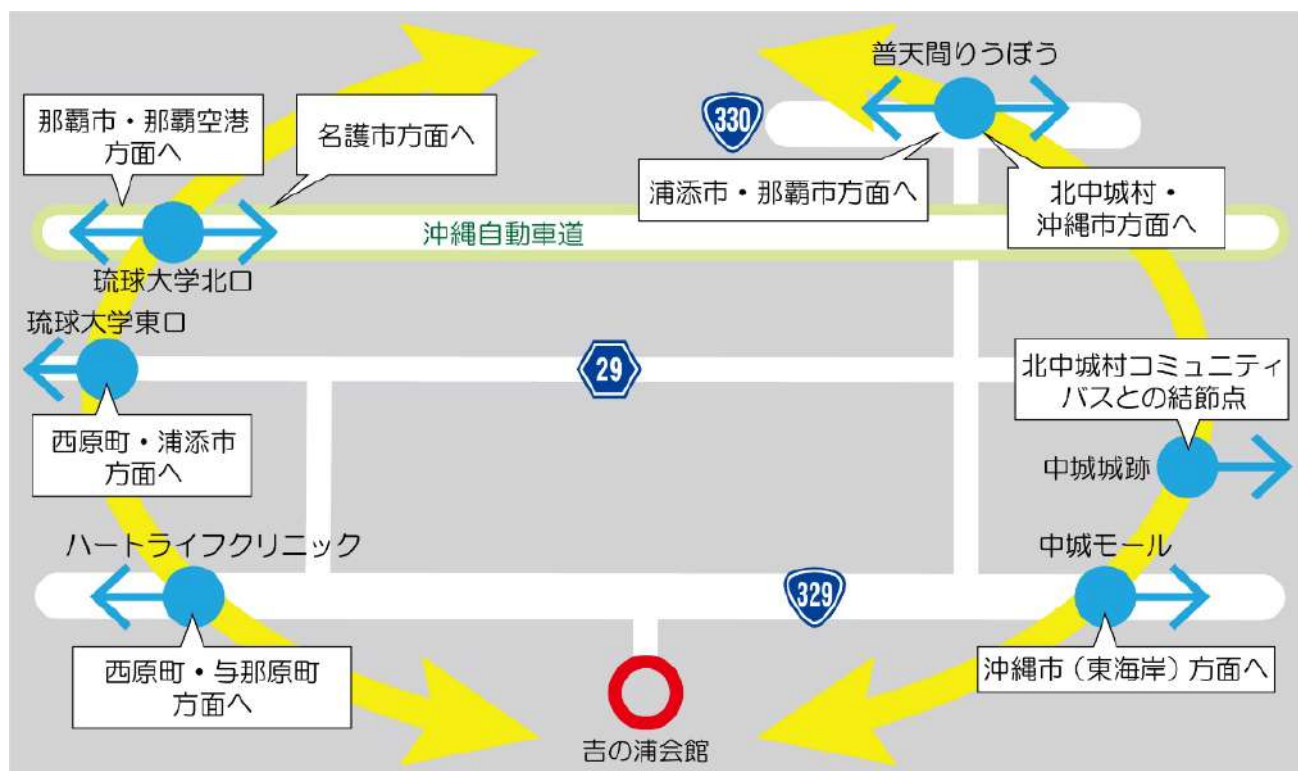 普天間りうぼう
330
那覇市・那覇空港
方面へ
名護市方面へ
浦添市・那覇市方面へ
北中城村・
沖縄市方面へ
沖縄自動車道
琉球大学北口
琉球大学東口
29
北中城村コミュニティ
バスとの結節点
西原町・浦添市
方面へ
中城城跡
ハートライフクリニック
中城モール
329
西原町・与那原町
方面へ
沖縄市（東海岸）方面へ
吉の浦会館